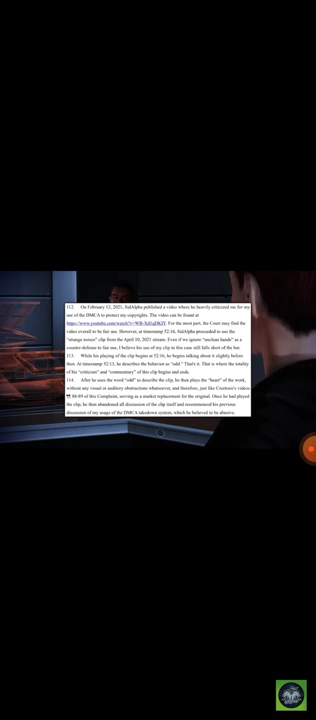 112. On February 12, 2021, SidAlpha published a video where he heavily criticized me for my
use of the DMCA to protect my copyrights. The video can be found at
For the most part, the Court may find the
video overall to be fair use. However, at timestamp 52:16, SidAlpha proceeded to use the
"strange noises" clip from the April 10, 2021 stream. Even if we ignore "unclean hands" as a
counter-defense to fair use, I believe his use of my clip in this case still falls short of the bar
113. While his playing of the clip begins at 52:16, he begins talking about it slightly before
then. At timestamp 52:13, he describes the behavior as "odd." That's it. That is where the totality
of his "criticism" and "commentary" of this clip begins and ends.
114. After he uses the word "odd" to describe the clip, he then plays the "heart" of the work,
without any visual or auditory obstructions whatsoever, and therefore, just like Creetosis's videos
¶¶ 88-89 of this Complaint, serving as a market replacement for the original. Once he had played
the clip, he then abandoned all discussion of the clip itself and recommenced his previous
discussion of my usage of the DMCA takedown system, which he believed to be abusive.